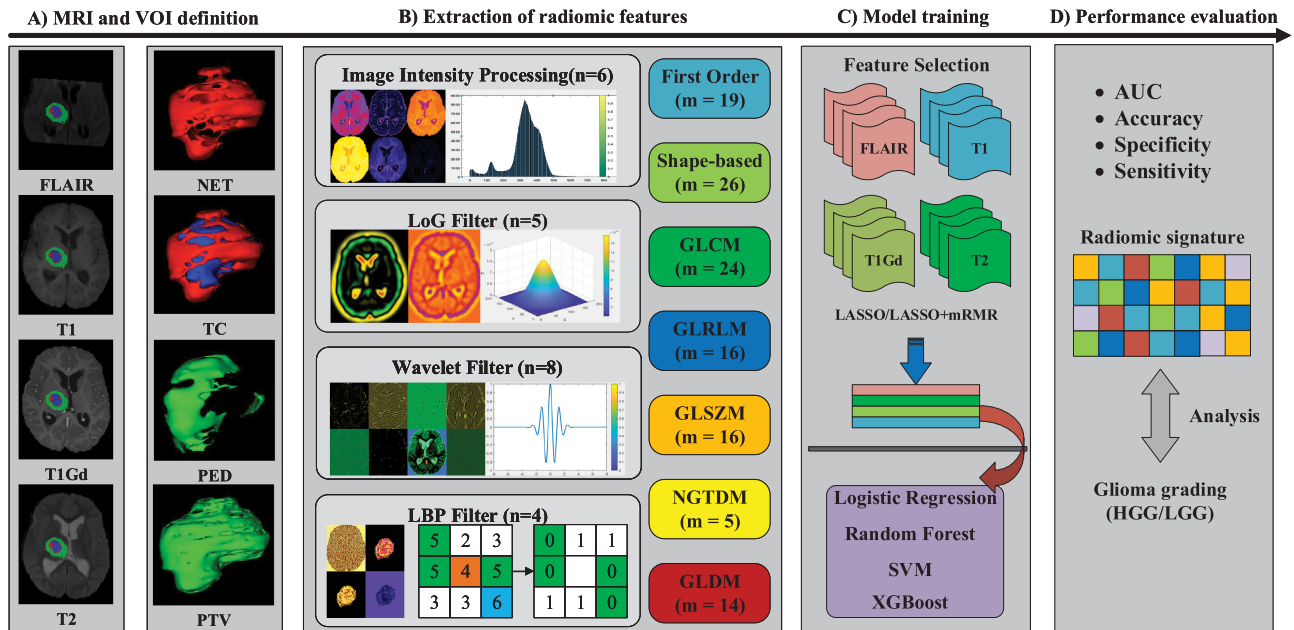 A) MRI and VOI definition
B) Extraction of radiomic features
C) Model training
D) Performance evaluation
FLAIR
T1
T1Gd
T2
NET
TC
PED
PTV
Image Intensity Processing(n=6)
LoG Filter (n=5)
Wavelet Filter (n=8)
LBP Filter (n=4)
5 2 3
5 4 5
3 3 6
0 1 1
0 0
1 1 0
First Order
(m = 19)
Shape-based
(m = 26)
GLCM
(m = 24)
GLRLM
(m = 16)
GLSZM
(m = 16)
NGTDM
(m = 5)
GLDM
(m = 14)
Feature Selection
FLAIR
T1
T1Gd
T2
LASSO/LASSO+mRMR
Logistic Regression
Random Forest
SVM
XGBoost
• AUC
• Accuracy
• Specificity
• Sensitivity
Radiomic signature
Analysis
Glioma grading
(HGG/LGG)